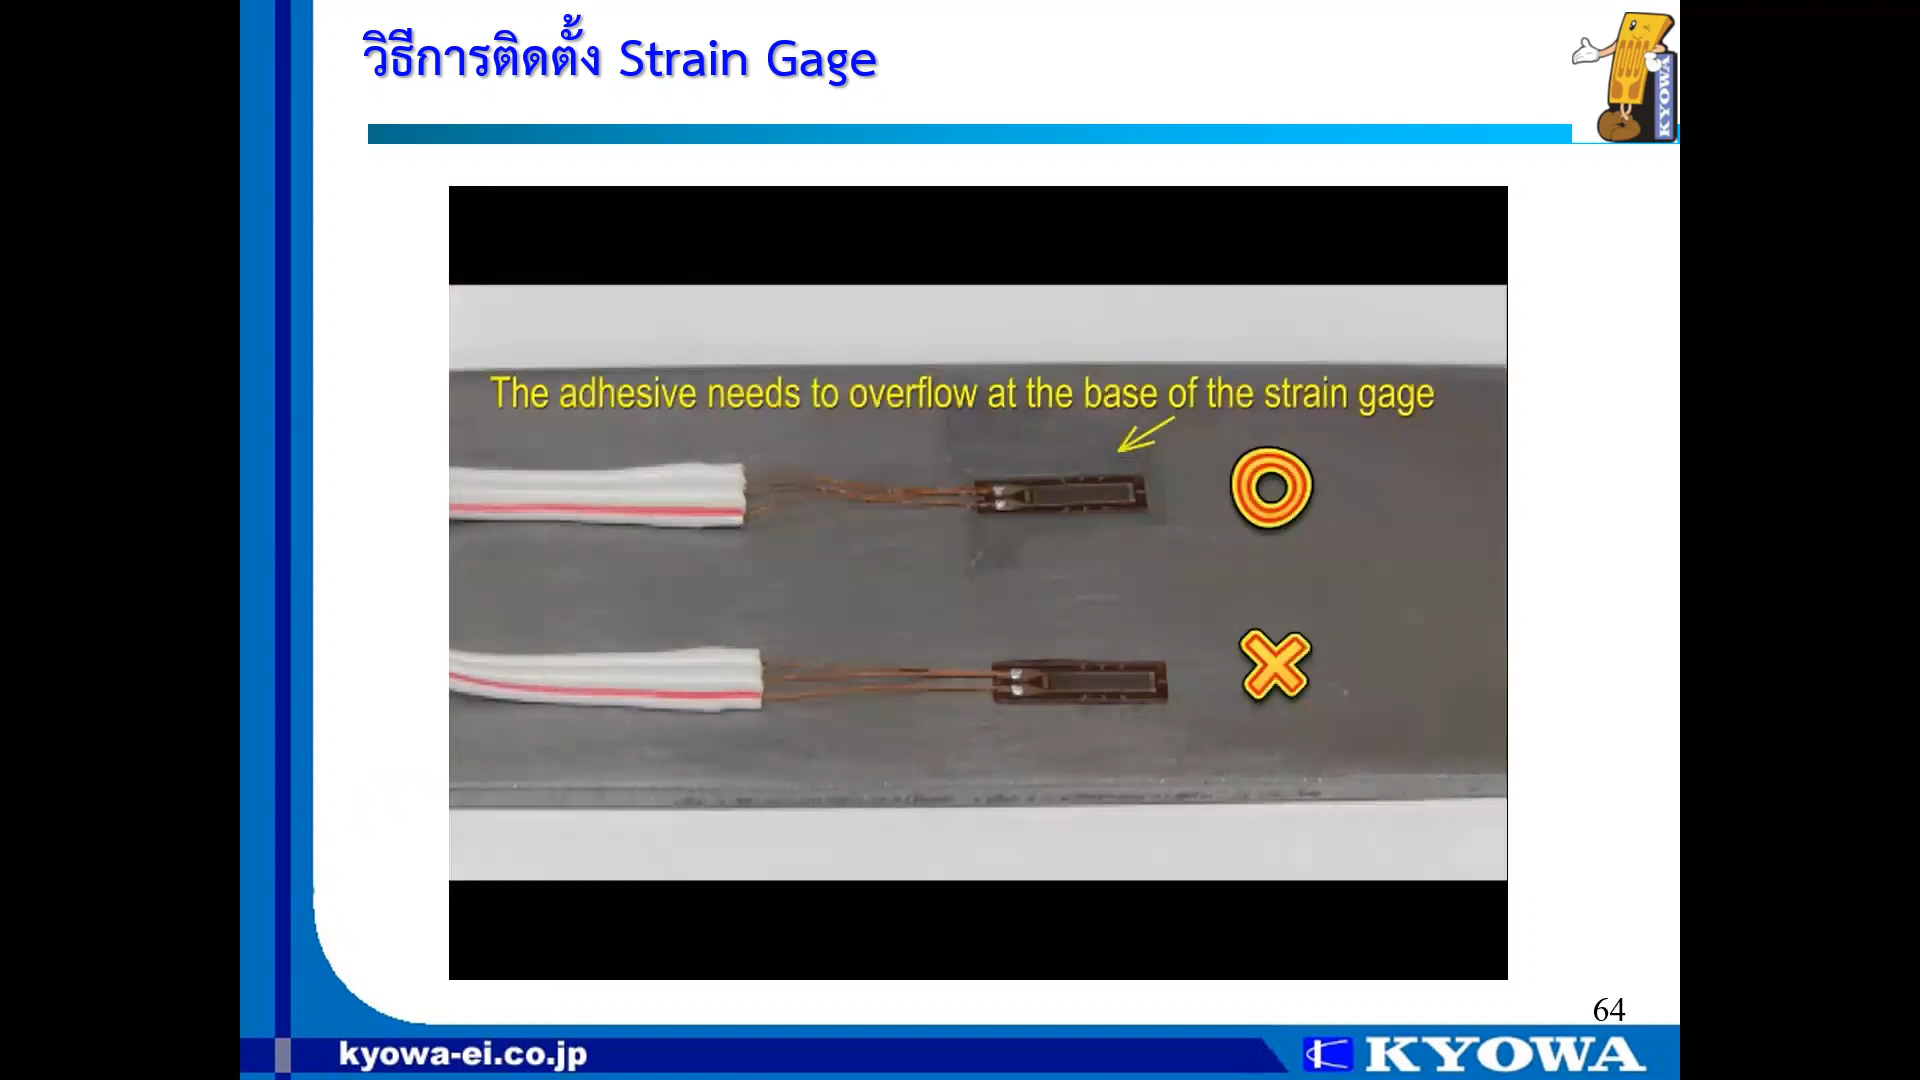 วิธีการติดตั้ง Strain Gage
KYOWA
The adhesive needs to overflow at the base of the strain gage
64
kyowa-ei.co.jp
KYOWA